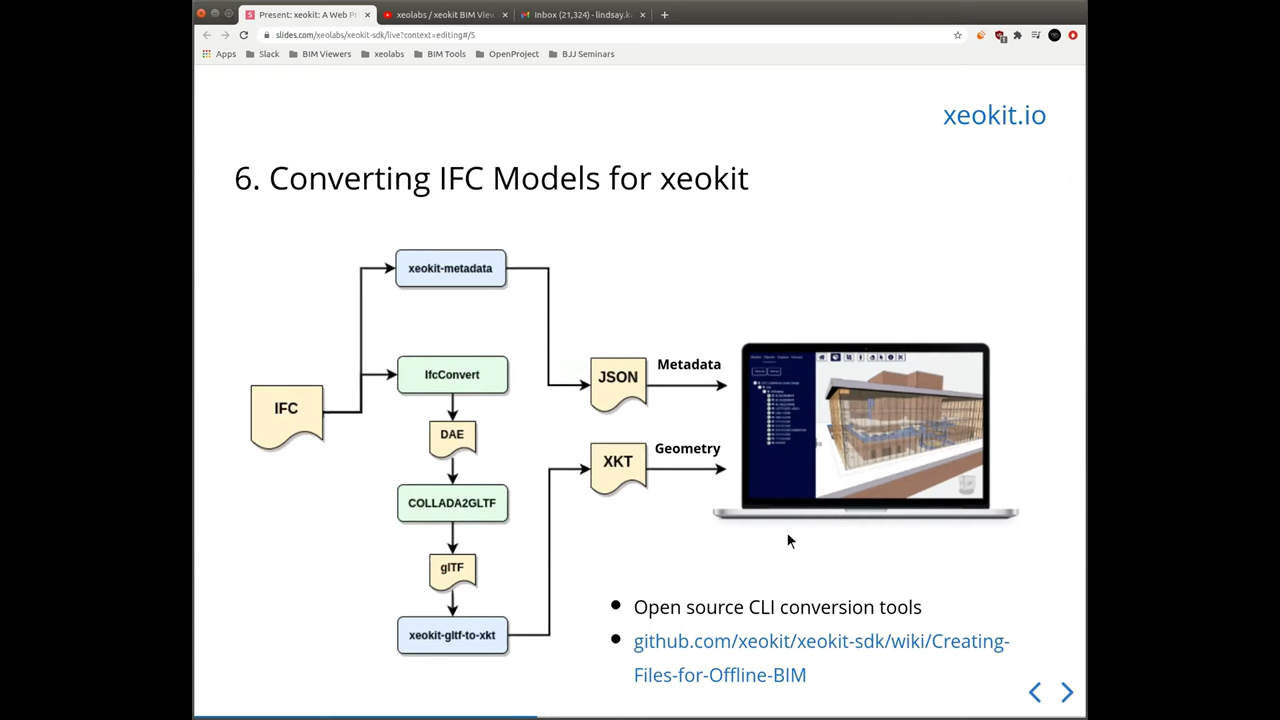 Present: xeokit: A Web Pr
xeolabs / xeokit BIM View
Inbox (21,324) - lindsay.k
slides.com/xeolabs/xeokit-sdk/live?context=editing#/5
Apps
Slack
BIM Viewers
xeolabs
BIM Tools
OpenProject
BJJ Seminars
xeokit.io
6. Converting IFC Models for xeokit
xeokit-metadata
IfcConvert
Metadata
JSON
IFC
DAE
Geometry
XKT
COLLADA2GLTF
glTF
xeokit-gltf-to-xkt
Open source CLI conversion tools
github.com/xeokit/xeokit-sdk/wiki/Creating-
Files-for-Offline-BIM